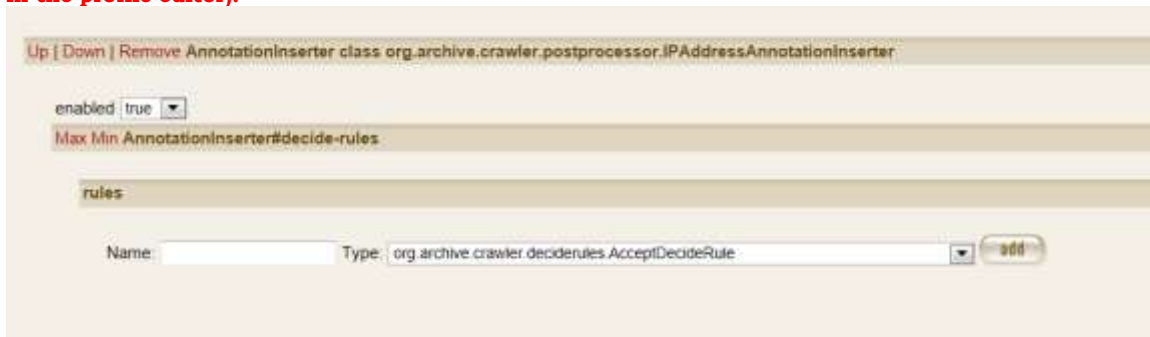 in the profile editor).
Up | Down | Remove AnnotationInserter class org.archive.crawler.postprocessor.IPAddressAnnotationInserter
enabled true
Max Min AnnotationInserter#decide-rules
rules
Name: Type: org.archive.crawler.deciderules.AcceptDecideRule add